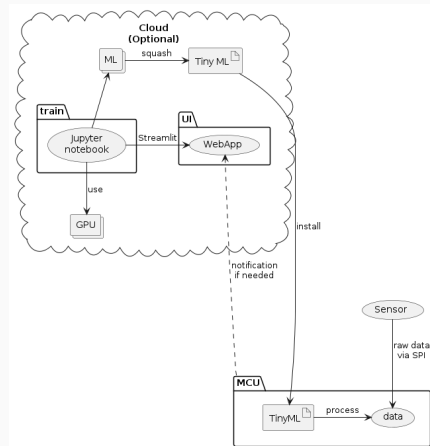 Cloud
(Optional)
ML
squash
Tiny ML
train
Jupyter
notebook
Streamlit
UI
WebApp
use
GPU
install
notification
if needed
Sensor
raw data
via SPI
MCU
TinyML
process
data